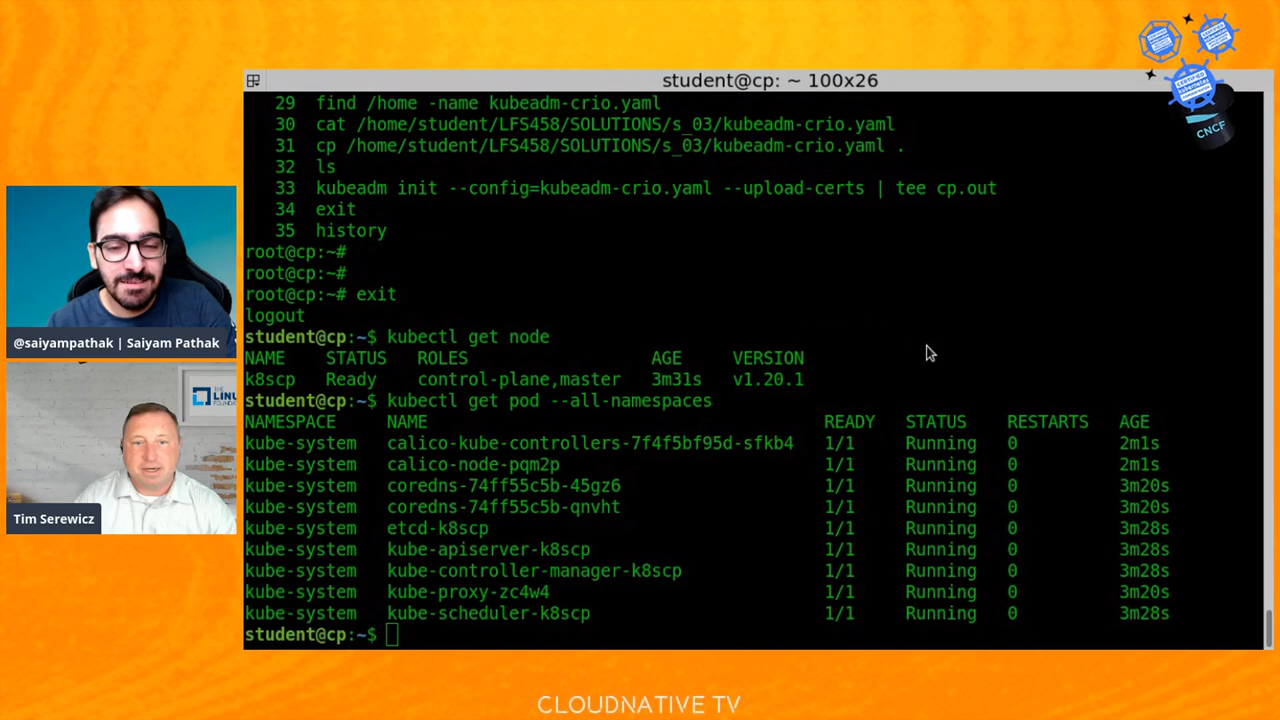 student@cp: ~ 100x26
29 find /home -name kubeadm-crio.yaml
30 cat /home/student/LFS458/SOLUTIONS/s_03/kubeadm-crio.yaml
31 cp /home/student/LFS458/SOLUTIONS/s_03/kubeadm-crio.yaml .
32 ls
33 kubeadm init --config=kubeadm-crio.yaml --upload-certs | tee cp.out
34 exit
35 history
root@cp:~#
root@cp:~#
root@cp:~# exit
logout
student@cp:~$ kubectl get node
NAME STATUS ROLES AGE VERSION
k8scp Ready control-plane,master 3m31s v1.20.1
student@cp:~$ kubectl get pod --all-namespaces
NAMESPACE NAME READY STATUS RESTARTS AGE
kube-system calico-kube-controllers-7f4f5bf95d-sfkb4 1/1 Running 0 2m1s
kube-system calico-node-pqm2p 1/1 Running 0 2m1s
kube-system coredns-74ff55c5b-45gz6 1/1 Running 0 3m20s
kube-system coredns-74ff55c5b-qnvht 1/1 Running 0 3m20s
kube-system etcd-k8scp 1/1 Running 0 3m28s
kube-system kube-apiserver-k8scp 1/1 Running 0 3m28s
kube-system kube-controller-manager-k8scp 1/1 Running 0 3m28s
kube-system kube-proxy-zc4w4 1/1 Running 0 3m20s
kube-system kube-scheduler-k8scp 1/1 Running 0 3m28s
student@cp:~$
@saiyampathak | Saiyam Pathak
Tim Serewicz
CNCF
CLOUDNATIVE TV